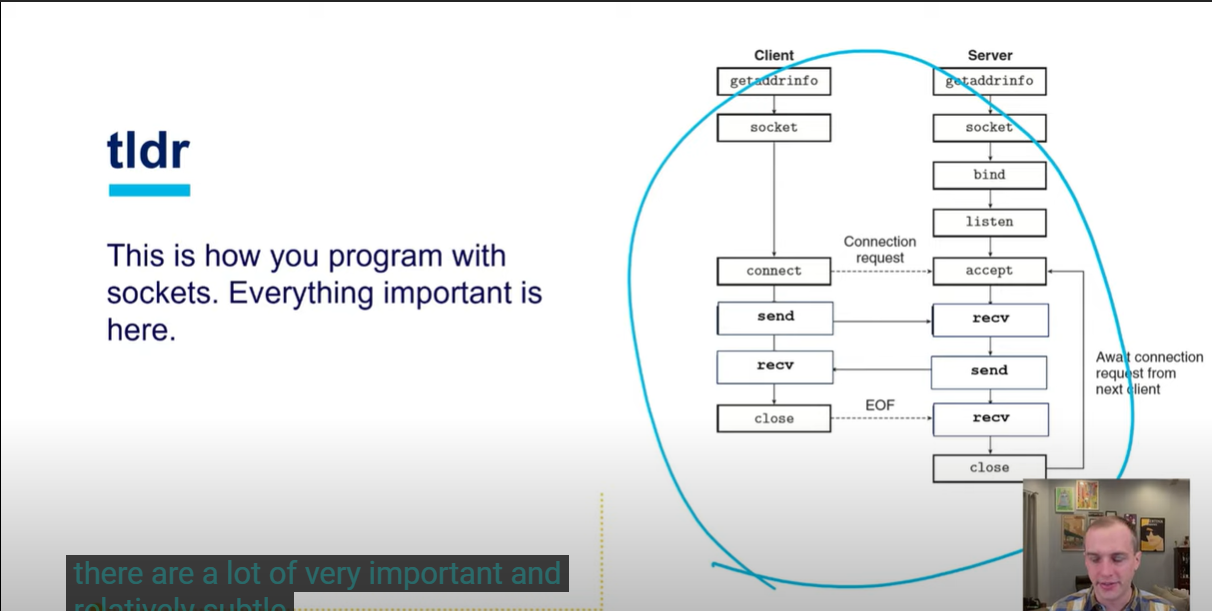 tldr
This is how you program with
sockets. Everything important is
here.
Client
Server
getaddrinfo
getaddrinfo
socket
socket
bind
listen
Connection
request
connect
accept
send
recv
recv
send
Await connection
request from
next client
EOF
close
recv
close
there are a lot of very important and
relatively subtle